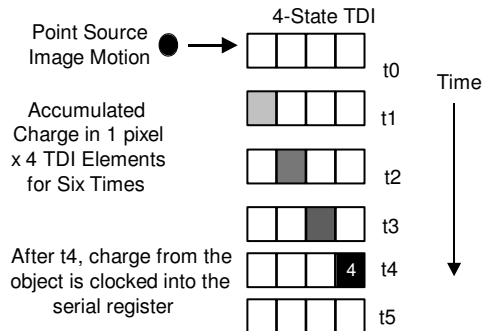 4-State TDI
Point Source
Image Motion
t0
Time
Accumulated
Charge in 1 pixel
x 4 TDI Elements
for Six Times
t1
t2
t3
After t4, charge from the
object is clocked into the
serial register
4
t4
t5